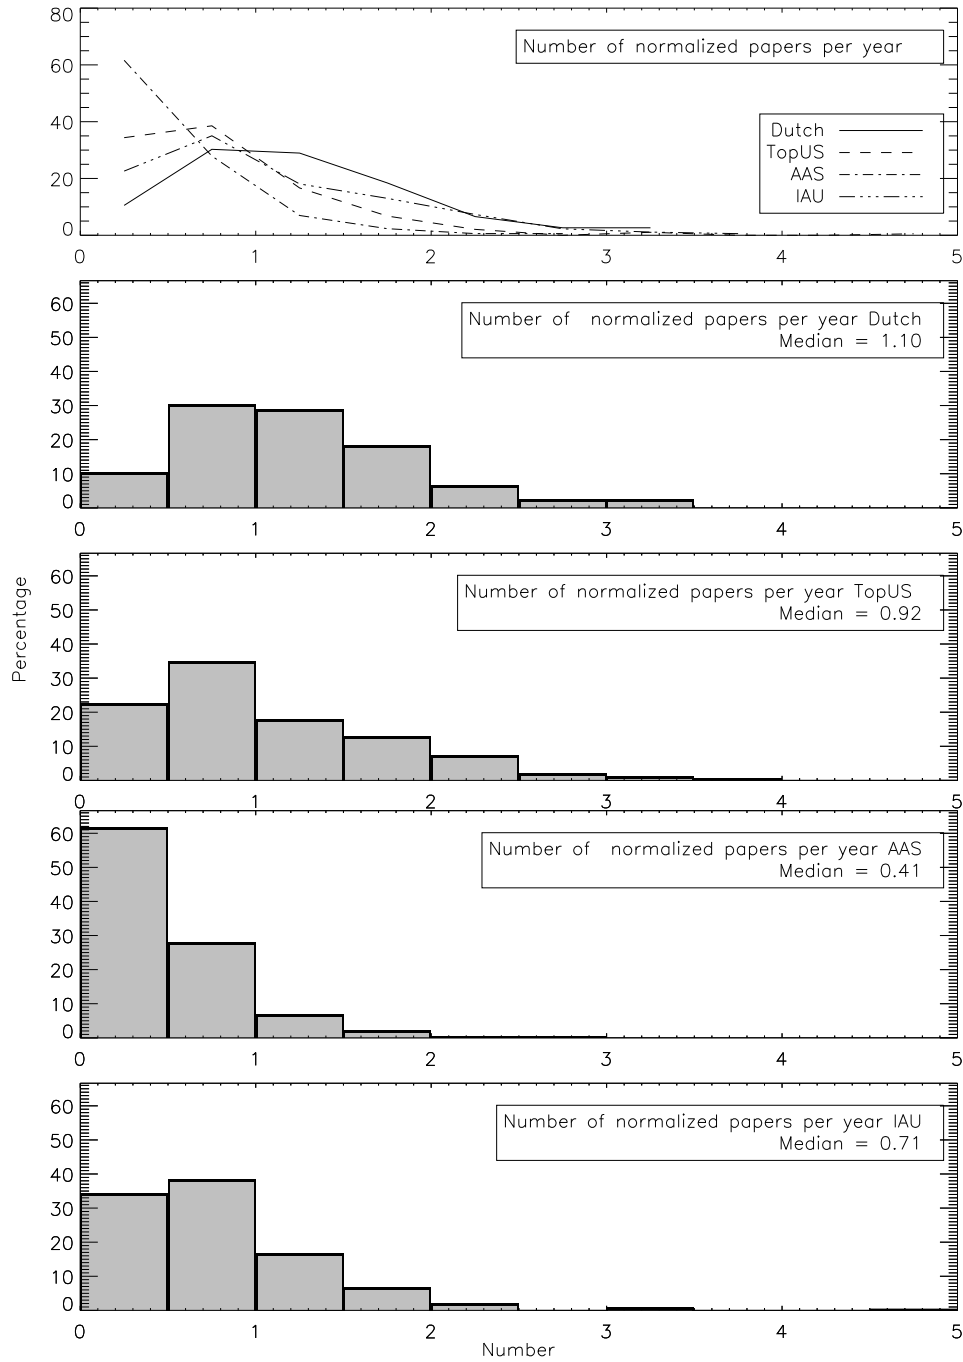 80
60
40
20
0
0 1 2 3 4 5
Number of normalized papers per year
Dutch
TopUS
AAS
IAU
60
50
40
30
20
10
0
0 1 2 3 4 5
Number of normalized papers per year Dutch
Median = 1.10
Percentage
60
50
40
30
20
10
0
0 1 2 3 4 5
Number of normalized papers per year TopUS
Median = 0.92
60
50
40
30
20
10
0
0 1 2 3 4 5
Number of normalized papers per year AAS
Median = 0.41
60
50
40
30
20
10
0
0 1 2 3 4 5
Number of normalized papers per year IAU
Median = 0.71
Number